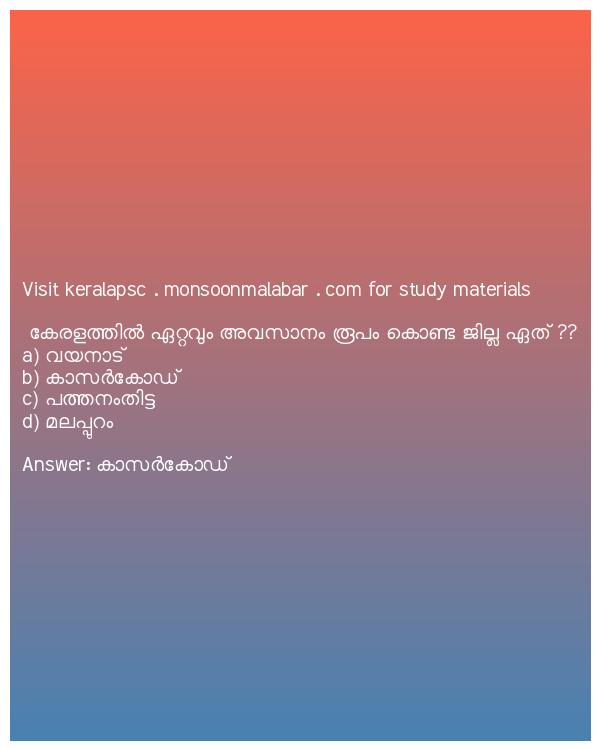 Visit keralapsc . monsoonmalabar . com for study materials
കേരളത്തിൽ ഏറ്റവും അവസാനം രൂപം കൊണ്ട ജില്ല ഏത് ??
a) വയനാട്
b) കാസർകോഡ്
c) പത്തനംതിട്ട
d) മലപ്പുറം
Answer: കാസർകോഡ്